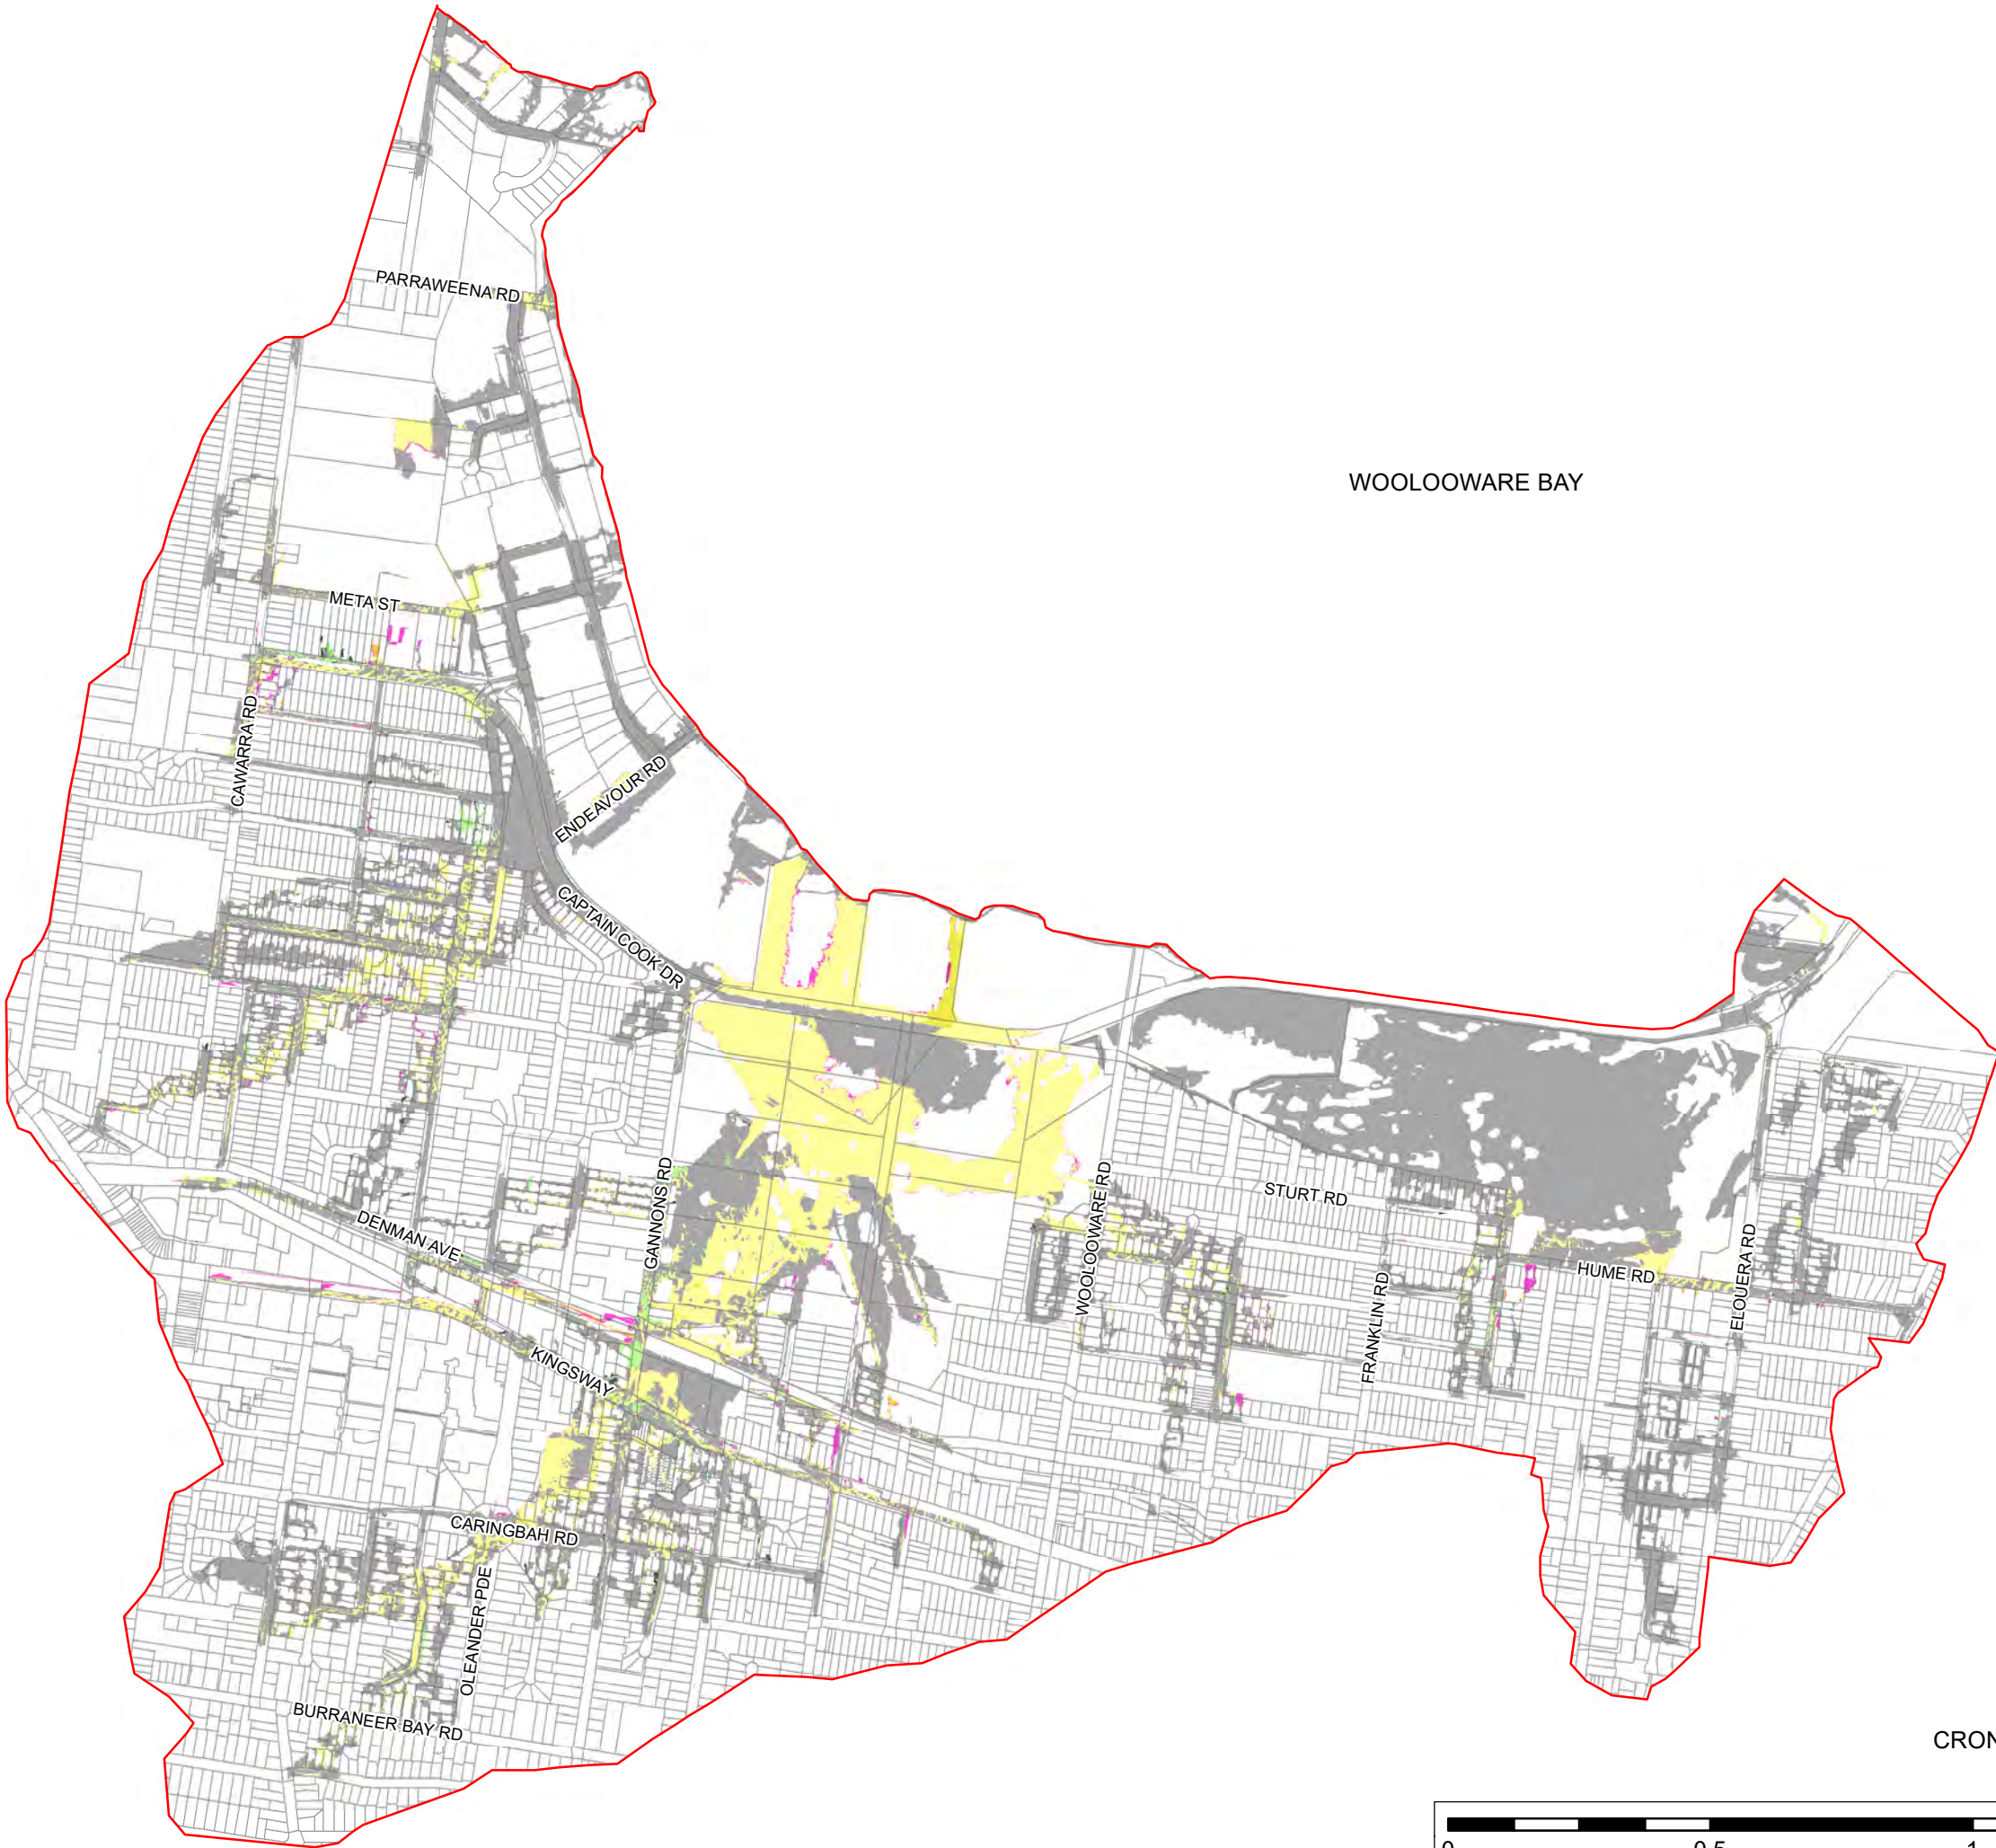 PARRAWEENA RD
WOOLOOWARE BAY
META ST
CAWARRA RD
ENDEAVOUR RD
CAPTAIN COOK DR
GANNONS RD
WOOLOOWARE RD
STURT RD
DENMAN AVE
HUME RD
ELOUERA RD
FRANKLIN RD
KINGSWAY
CARINGBAH RD
OLEANDER PDE
BURRANEER BAY RD
CRON
0 0.5 1